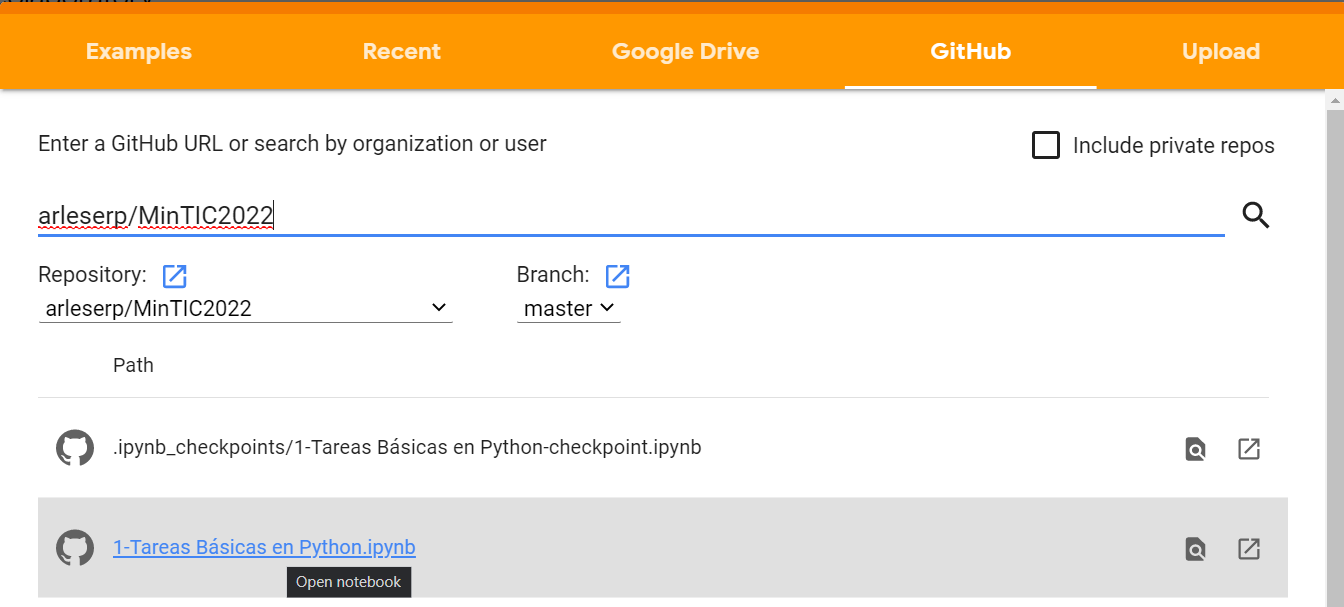 Examples Recent Google Drive GitHub Upload
Enter a GitHub URL or search by organization or user
Include private repos
arleserp/MinTIC2022
Repository: Branch:
arleserp/MinTIC2022 master
Path
.ipynb_checkpoints/1-Tareas Básicas en Python-checkpoint.ipynb
1-Tareas Básicas en Python.ipynb
Open notebook